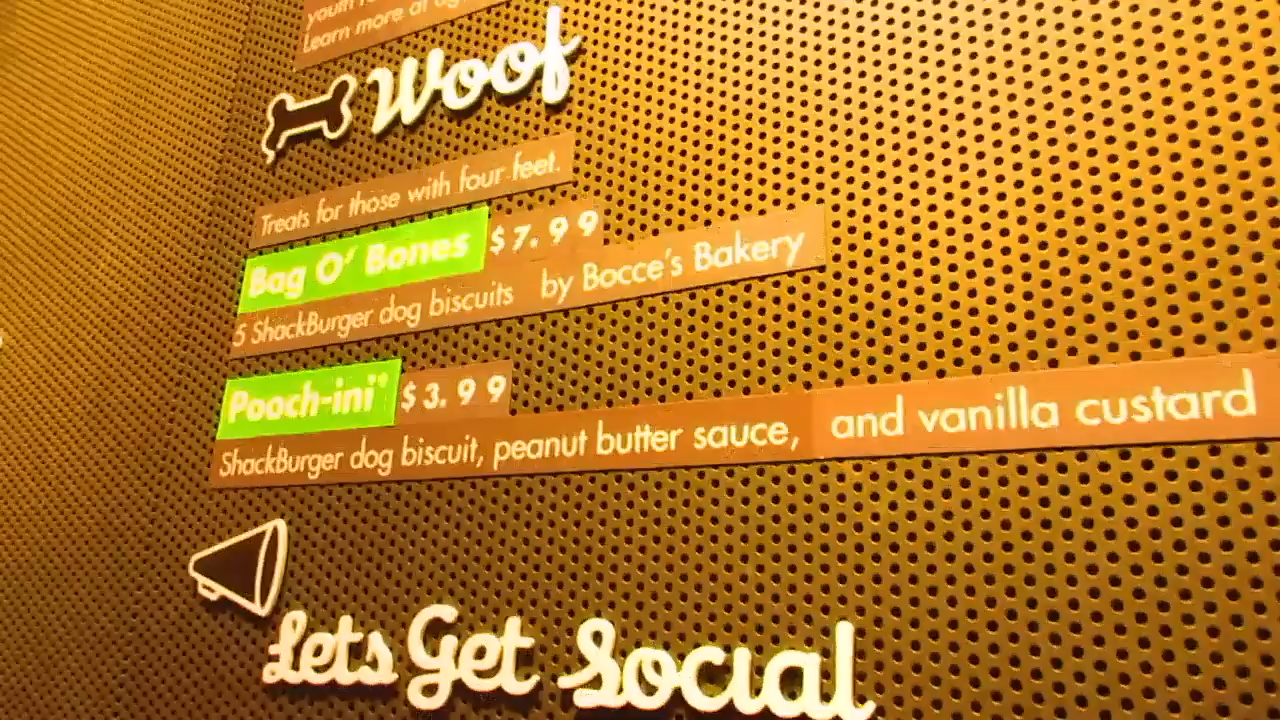 youth
Learn more at
Woof
Treats for those with four feet.
Bag O' Bones $7.99
5 ShackBurger dog biscuits by Bocce's Bakery
Pooch-ini® $3.99
ShackBurger dog biscuit, peanut butter sauce, and vanilla custard
Lets Get Social